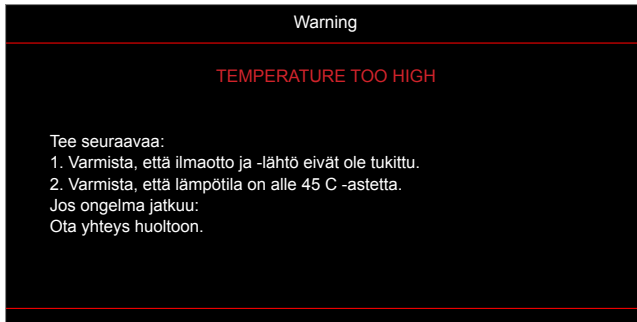 Warning
TEMPERATURE TOO HIGH
Tee seuraavaa:
1. Varmista, että ilmaotto ja -lähtö eivät ole tukittu.
2. Varmista, että lämpötila on alle 45 C -astetta.
Jos ongelma jatkuu:
Ota yhteys huoltoon.